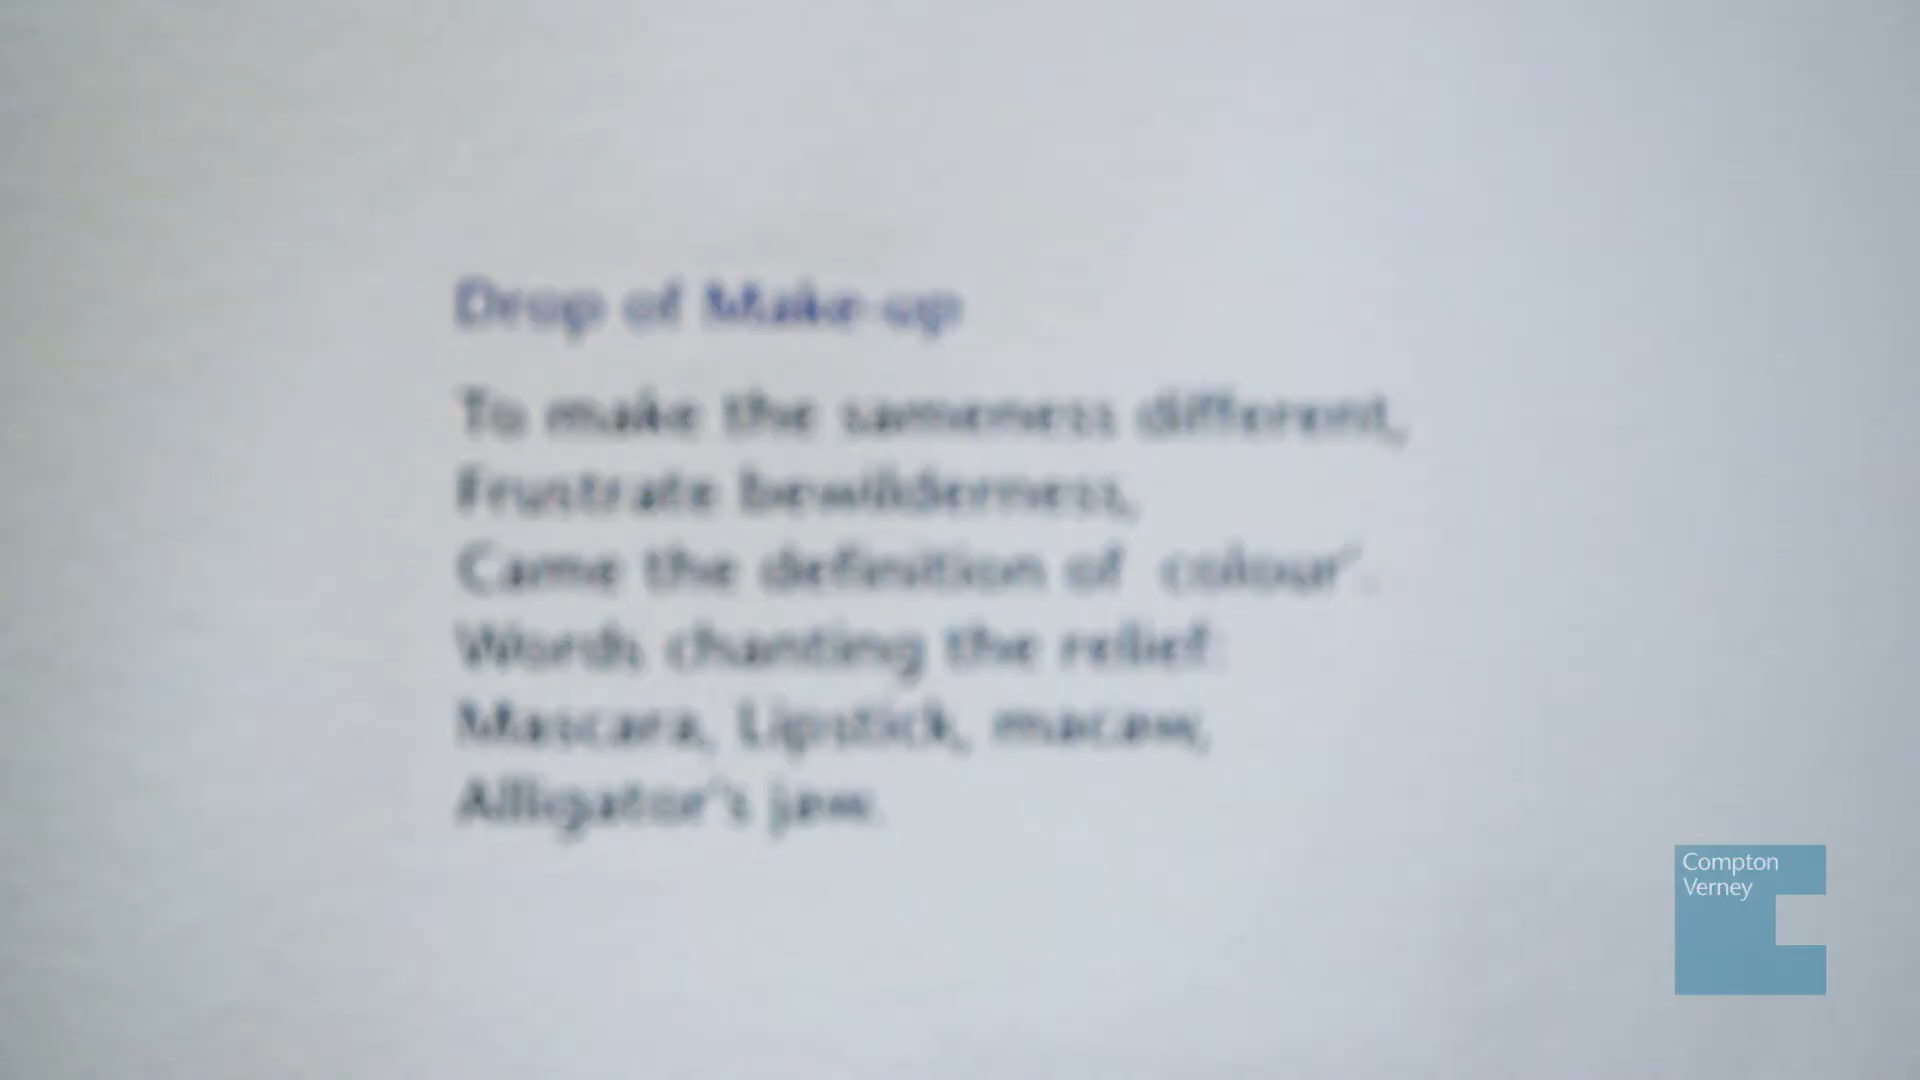 Drop of Make-up
To make the sameness different,
Frustrate bewilderness,
Came the definition of 'colour'.
Words chanting the relief:
Mascara, Lipstick, macaw,
Alligator's jaw.
Compton
Verney